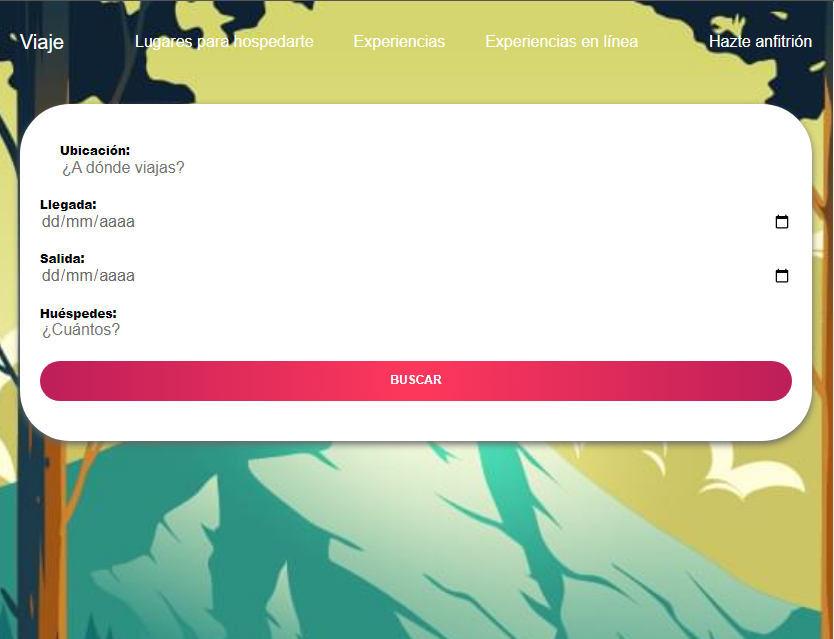 Viaje Lugares para hospedarte Experiencias Experiencias en línea Hazte anfitrión
Ubicación:
¿A dónde viajas?
Llegada:
dd/mm/aaaa
Salida:
dd/mm/aaaa
Huéspedes:
¿Cuántos?
BUSCAR